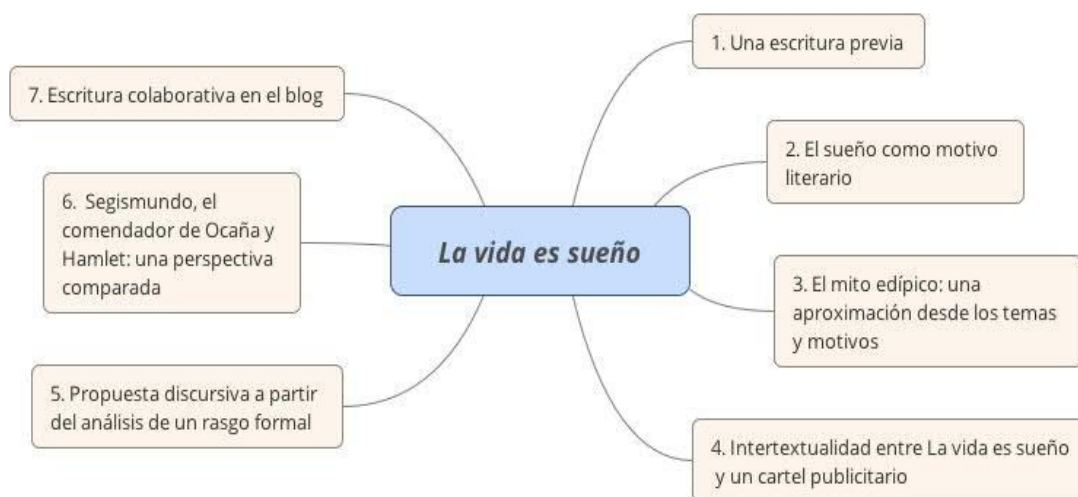 1. Una escritura previa
2. El sueño como motivo
literario
3. El mito edípico: una
aproximación desde los temas
y motivos
4. Intertextualidad entre La vida es sueño
y un cartel publicitario
5. Propuesta discursiva a partir
del análisis de un rasgo formal
6. Segismundo, el
comendador de Ocaña y
Hamlet: una perspectiva
comparada
7. Escritura colaborativa en el blog
La vida es sueño